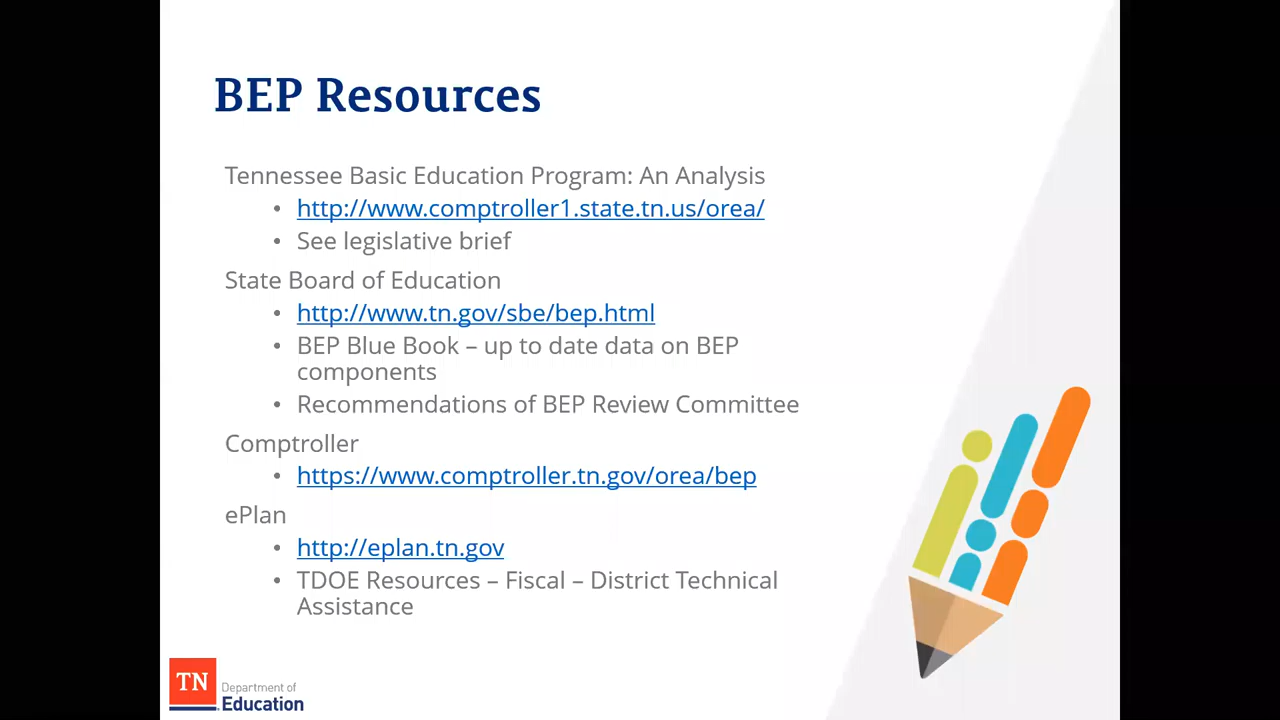 BEP Resources
Tennessee Basic Education Program: An Analysis
• http://www.comptroller1.state.tn.us/orea/
• See legislative brief
State Board of Education
• http://www.tn.gov/sbe/bep.html
• BEP Blue Book – up to date data on BEP
components
• Recommendations of BEP Review Committee
Comptroller
• https://www.comptroller.tn.gov/orea/bep
ePlan
• http://eplan.tn.gov
• TDOE Resources – Fiscal – District Technical
Assistance
TN
Department of
Education